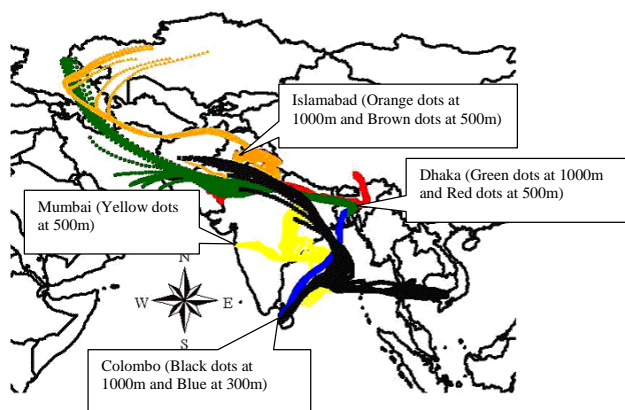 Islamabad (Orange dots at
1000m and Brown dots at 500m)
Dhaka (Green dots at 1000m
and Red dots at 500m)
Mumbai (Yellow dots
at 500m)
N
W E
S
Colombo (Black dots at
1000m and Blue at 300m)